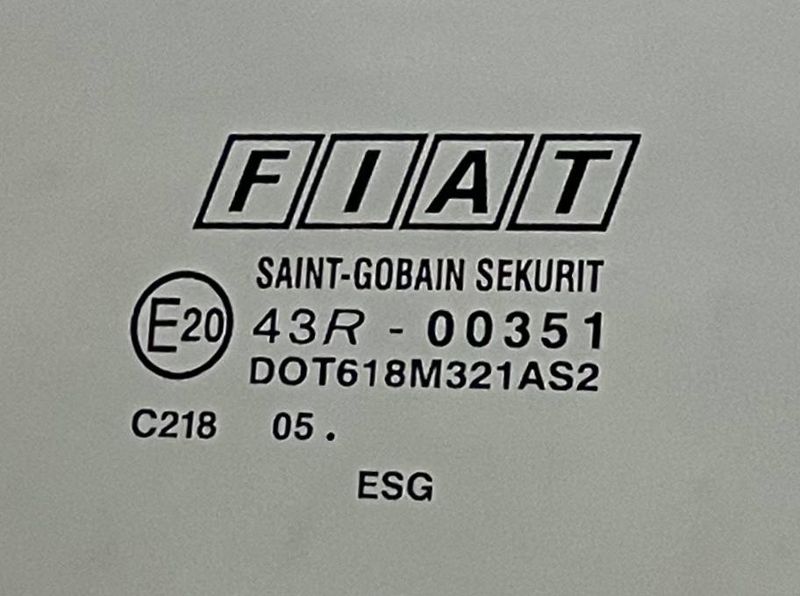 FIAT
SAINT-GOBAIN SEKURIT
E20 43R - 00351
DOT618M321AS2
C218 05 .
ESG